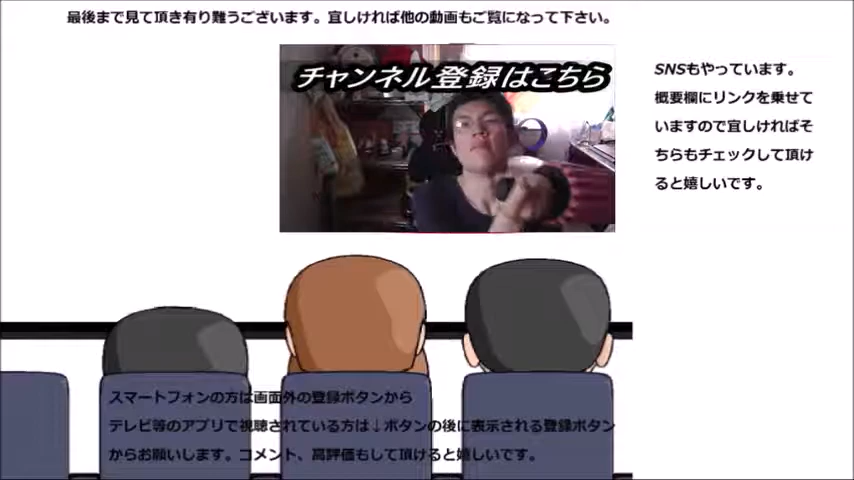 最後まで見て頂き有り難うございます。宜しければ他の動画もご覧になって下さい。
チャンネル登録はこちら
SNSもやっています。
概要欄にリンクを乗せて
いますので宜しければそ
ちらもチェックして頂け
ると嬉しいです。
スマートフォンの方は画面外の登録ボタンから
テレビ等のアプリで視聴されている方は↓ボタンの後に表示される登録ボタン
からお願いします。コメント、高評価もして頂けると嬉しいです。